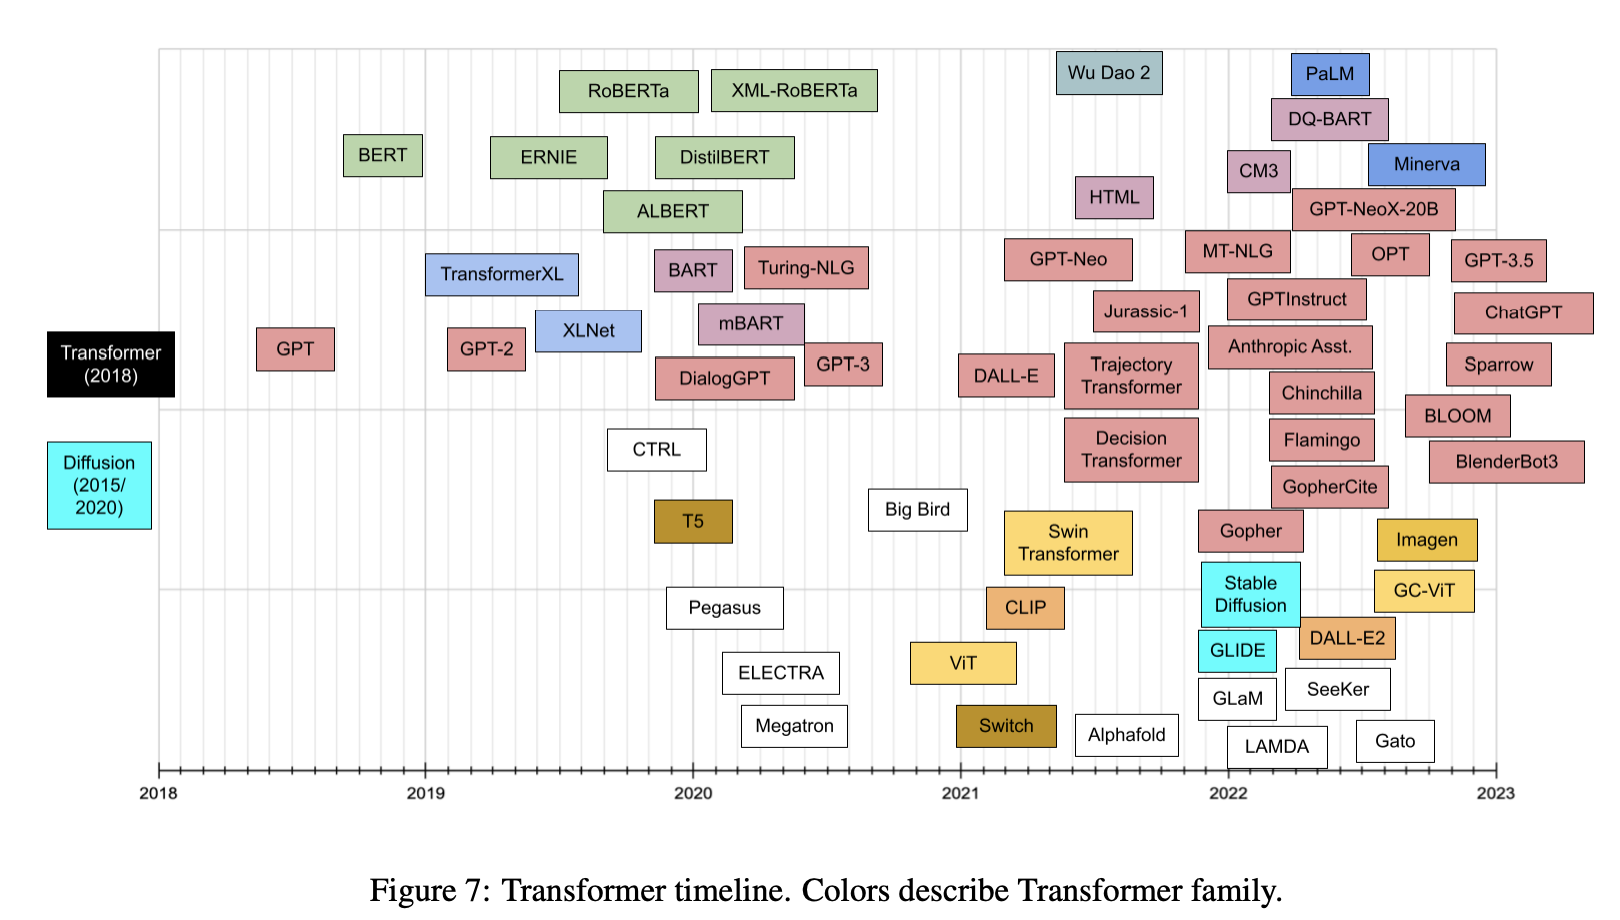 Wu Dao 2
PaLM
RoBERTa
XML-RoBERTa
DQ-BART
BERT
ERNIE
DistilBERT
CM3
Minerva
ALBERT
HTML
GPT-NeoX-20B
TransformerXL
BART
Turing-NLG
GPT-Neo
MT-NLG
OPT
GPT-3.5
XLNet
mBART
Jurassic-1
GPTInstruct
ChatGPT
Transformer
(2018)
GPT
GPT-2
DialogGPT
GPT-3
DALL-E
Trajectory
Transformer
Anthropic Asst.
Sparrow
Chinchilla
BLOOM
Diffusion
(2015/
2020)
CTRL
Decision
Transformer
Flamingo
BlenderBot3
GopherCite
T5
Big Bird
Swin
Transformer
Gopher
Imagen
Pegasus
CLIP
Stable
Diffusion
GC-ViT
DALL-E2
ELECTRA
ViT
GLIDE
SeeKer
GLaM
Megatron
Switch
Alphafold
LAMDA
Gato
2018
2019
2020
2021
2022
2023
Figure 7: Transformer timeline. Colors describe Transformer family.